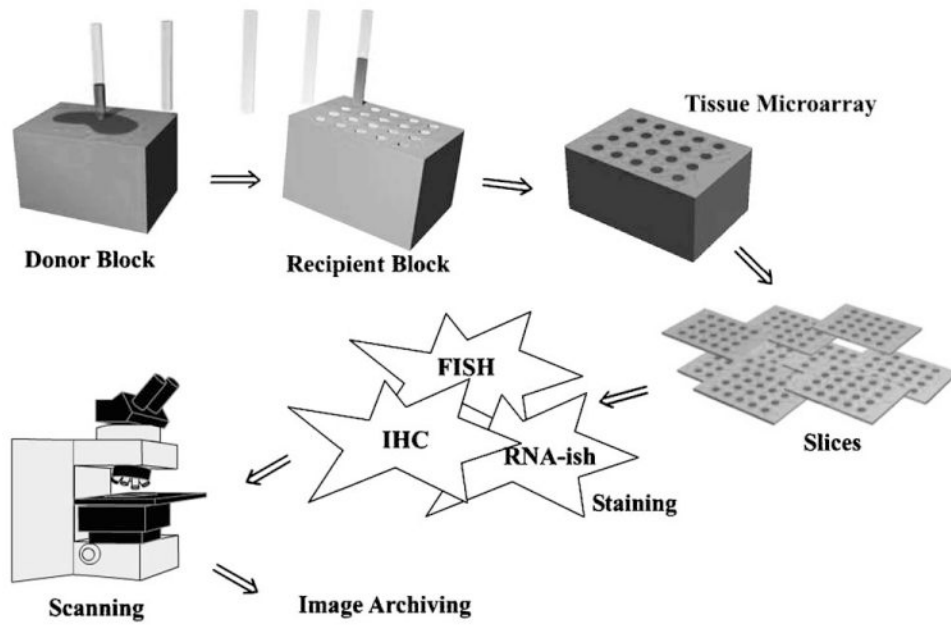 Tissue Microarray
Donor Block
Recipient Block
Slices
FISH
IHC
RNA-ish
Staining
Scanning
Image Archiving